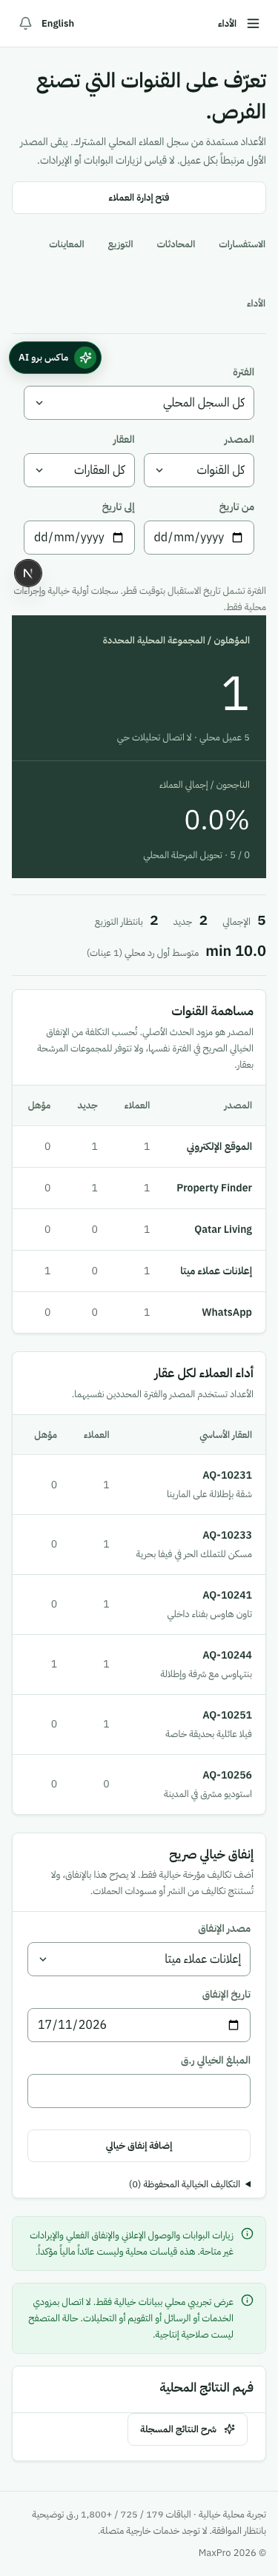 الأداء
English
تعرّف على القنوات التي تصنع
الفرص.
الأعداد مستمدة من سجل العملاء المحلي المشترك. يبقى المصدر
الأول مرتبطاً بكل عميل. لا قياس لزيارات البوابات أو الإيرادات.
فتح إدارة العملاء
الاستفسارات
المحادثات
التوزيع
المعاينات
الأداء
ماكس برو AI
الفترة
كل السجل المحلي
المصدر
العقار
كل القنوات
كل العقارات
من تاريخ
إلى تاريخ
dd/mm/yyyy
dd/mm/yyyy
N
الفترة تشمل تاريخ الاستقبال بتوقيت قطر. سجلات أولية خيالية وإجراءات
محلية فقط.
المؤهلون / المجموعة المحلية المحددة
1
5 عميل محلي · لا اتصال تحليلات حي
الناجحون / إجمالي العملاء
0.0%
0 / 5 · تحويل المرحلة المحلي
5 الإجمالي
2 جديد
2 بانتظار التوزيع
10.0 min متوسط أول رد محلي (1 عينات)
مساهمة القنوات
المصدر هو مزود الحدث الأصلي. تُحسب التكلفة من الإنفاق
الخيالي الصريح في الفترة نفسها، ولا تتوفر للمجموعات المرشحة
بعقار.
المصدر العملاء جديد مؤهل
الموقع الإلكتروني 1 1 0
Property Finder 1 1 0
Qatar Living 1 0 0
إعلانات عملاء ميتا 1 0 1
WhatsApp 1 0 0
أداء العملاء لكل عقار
الأعداد تستخدم المصدر والفترة المحددين نفسيهما.
العقار الأساسي العملاء مؤهل
AQ-10231
شقة بإطلالة على المارينا
1 0
AQ-10233
مسكن للتملك الحر في فيفا بحرية
1 0
AQ-10241
تاون هاوس بفناء داخلي
1 0
AQ-10244
بنتهاوس مع شرفة وإطلالة
1 1
AQ-10251
فيلا عائلية بحديقة خاصة
1 0
AQ-10256
استوديو مشرق في المدينة
0 0
إنفاق خيالي صريح
أضف تكاليف مؤرخة خيالية فقط. لا يصرّح هذا بالإنفاق، ولا
تُستنتج تكاليف من النشر أو مسودات الحملات.
مصدر الإنفاق
إعلانات عملاء ميتا
تاريخ الإنفاق
17/11/2026
المبلغ الخيالي ر.ق
إضافة إنفاق خيالي
التكاليف الخيالية المحفوظة (0)
زيارات البوابات والوصول الإعلاني والإنفاق الفعلي والإيرادات
غير متاحة. هذه قياسات محلية وليست عائداً مالياً مؤكداً.
عرض تجريبي محلي ببيانات خيالية فقط. لا اتصال بمزودي
الخدمات أو الرسائل أو التقويم أو التحليلات. حالة المتصفح
ليست صلاحية إنتاجية.
فهم النتائج المحلية
شرح النتائج المسجلة
تجربة محلية خيالية · الباقات 179 / 725 / +1,800 ر.ق توضيحية
بانتظار الموافقة. لا توجد خدمات خارجية متصلة.
© 2026 MaxPro